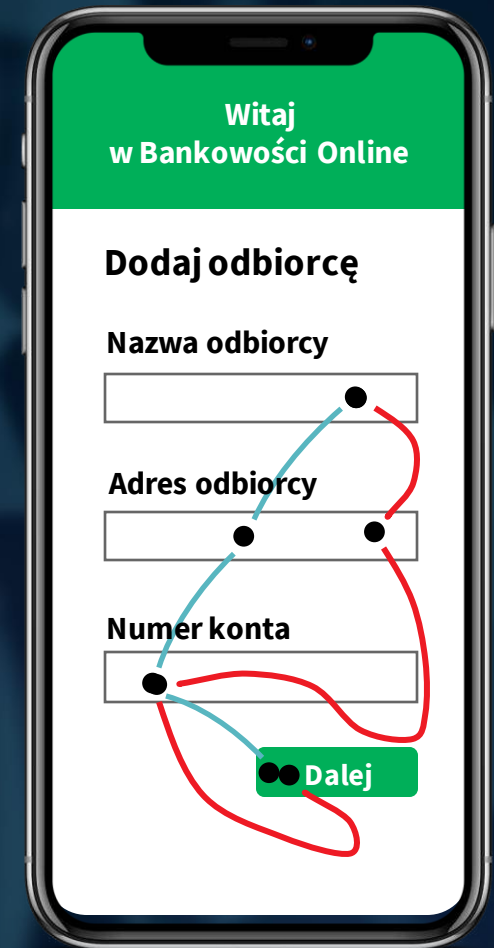 Witaj
w Bankowości Online
Dodaj odbiorcę
Nazwa odbiorcy
Adres odbiorcy
Numer konta
Dalej